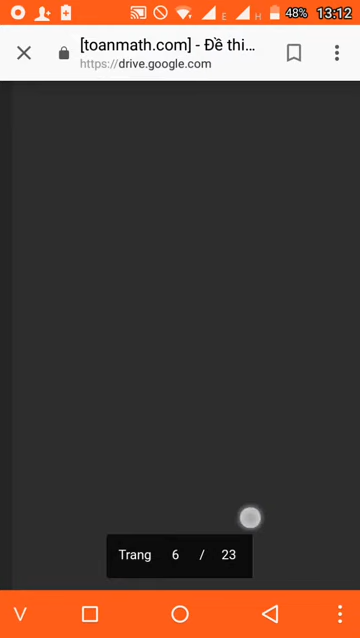 E
H
48%
13:12
[toanmath.com] - Đề thi...
https://drive.google.com
Trang 6 / 23